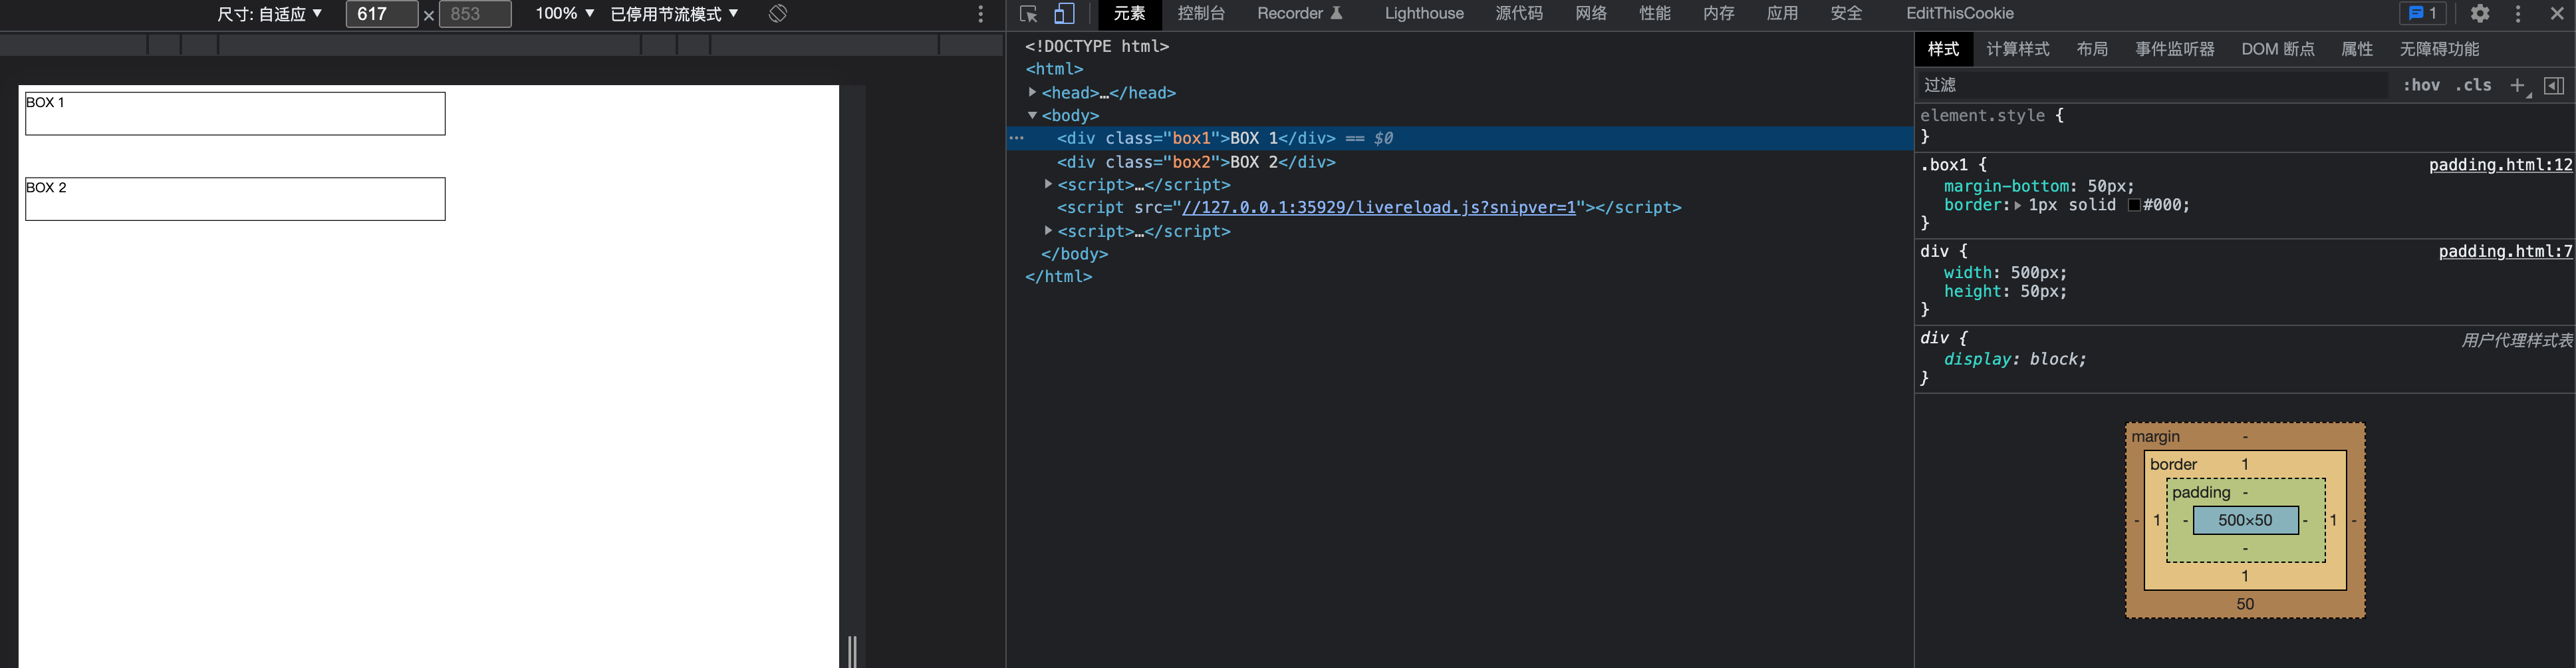 尺寸: 自适应 ▼ 617 × 853 100% ▼ 已停用节流模式 ▼
BOX 1
BOX 2
元素 控制台 Recorder Lighthouse 源代码 网络 性能 内存 应用 安全 EditThisCookie 1
<!DOCTYPE html>
<html>
<head>…</head>
<body>
<div class="box1">BOX 1</div> == $0
<div class="box2">BOX 2</div>
<script>…</script>
<script src="//127.0.0.1:35929/livereload.js?snipver=1"></script>
<script>…</script>
</body>
</html>
样式 计算样式 布局 事件监听器 DOM 断点 属性 无障碍功能
过滤 :hov .cls +
element.style {
}
.box1 { padding.html:12
margin-bottom: 50px;
border: 1px solid #000;
}
div { padding.html:7
width: 500px;
height: 50px;
}
div { 用户代理样式表
display: block;
}
margin -
border 1
padding -
- 1 - 500×50 - 1 -
-
1
50